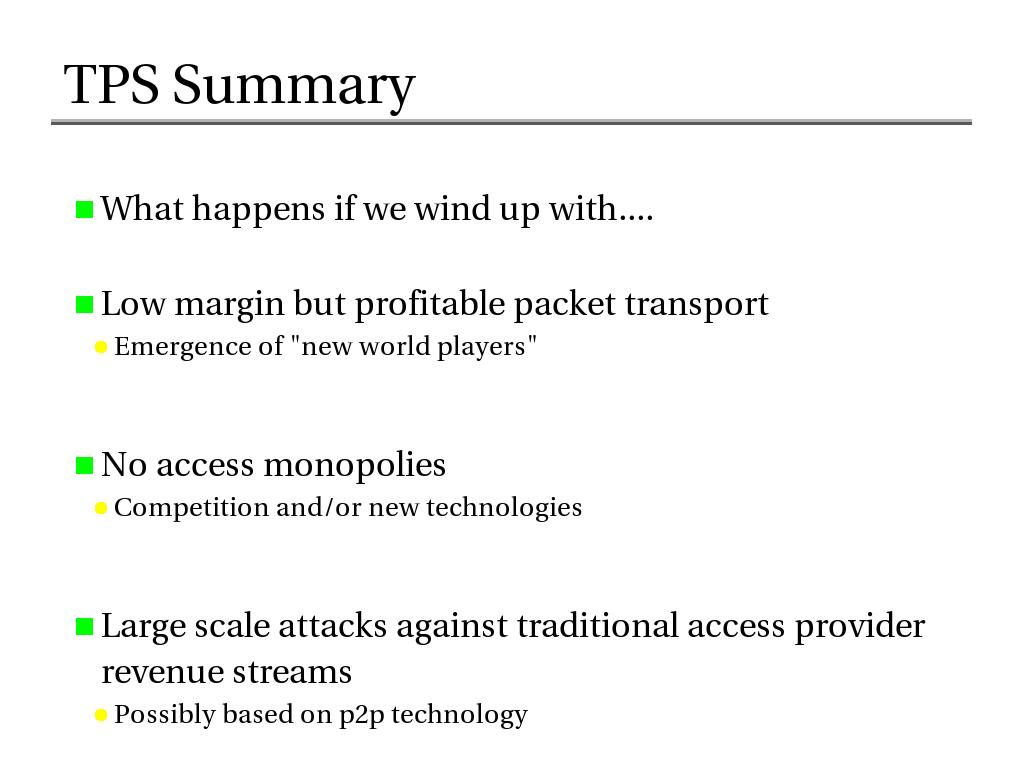 TPS Summary
What happens if we wind up with....
Low margin but profitable packet transport
Emergence of "new world players"
No access monopolies
Competition and/or new technologies
Large scale attacks against traditional access provider
revenue streams
Possibly based on p2p technology